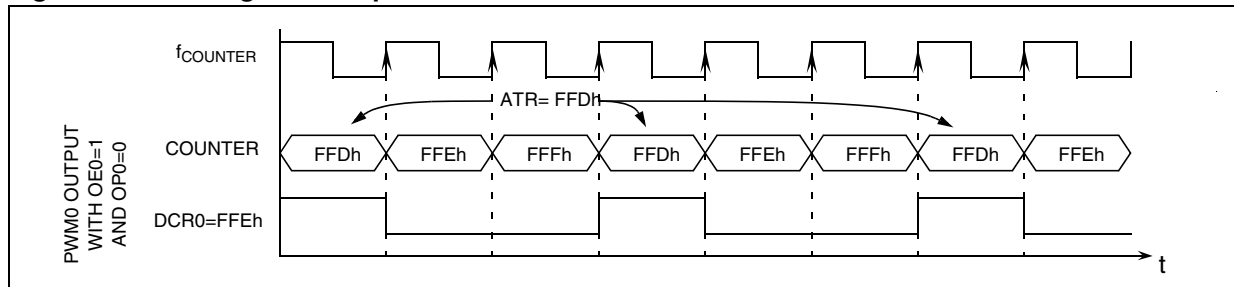 fCOUNTER
ATR= FFDh
COUNTER
FFDh FFEh FFFh FFDh FFEh FFFh FFDh FFEh
PWM0 OUTPUT
WITH OE0=1
AND OP0=0
DCR0=FFEh
t